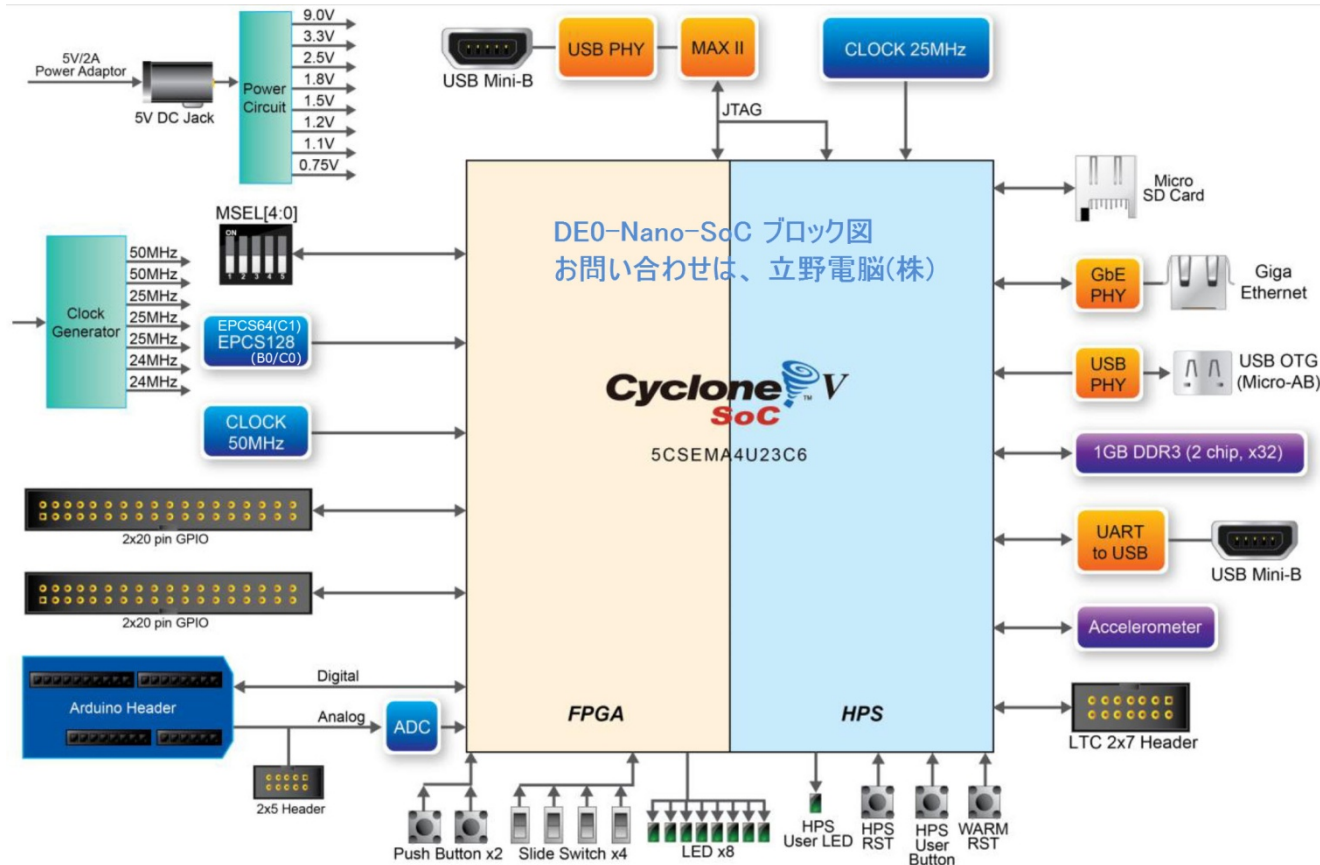 5V/2A
Power Adaptor
5V DC Jack
Power
Circuit
9.0V
3.3V
2.5V
1.8V
1.5V
1.2V
1.1V
0.75V
USB Mini-B
USB PHY
MAX II
CLOCK 25MHz
JTAG
MSEL[4:0]
ON
1 2 3 4 5
Clock
Generator
50MHz
50MHz
25MHz
25MHz
25MHz
24MHz
24MHz
EPCS64(C1)
EPCS128
(B0/C0)
CLOCK
50MHz
2x20 pin GPIO
2x20 pin GPIO
Arduino Header
Digital
Analog
ADC
2x5 Header
DE0-Nano-SoC ブロック図
お問い合わせは、立野電脳(株)
Cyclone V
SoC
TM
5CSEMA4U23C6
FPGA
HPS
Micro
SD Card
GbE
PHY
Giga
Ethernet
USB
PHY
USB OTG
(Micro-AB)
1GB DDR3 (2 chip, x32)
UART
to USB
USB Mini-B
Accelerometer
LTC 2x7 Header
Push Button x2
Slide Switch x4
LED x8
HPS
User LED
HPS
RST
HPS
User
Button
WARM
RST